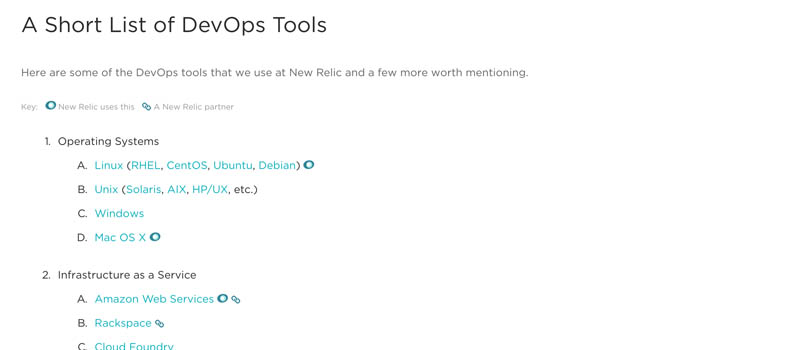 A Short List of DevOps Tools
Here are some of the DevOps tools that we use at New Relic and a few more worth mentioning.
Key: New Relic uses this A New Relic partner
1. Operating Systems
A. Linux (RHEL, CentOS, Ubuntu, Debian)
B. Unix (Solaris, AIX, HP/UX, etc.)
C. Windows
D. Mac OS X
2. Infrastructure as a Service
A. Amazon Web Services
B. Rackspace
C. Cloud Foundry